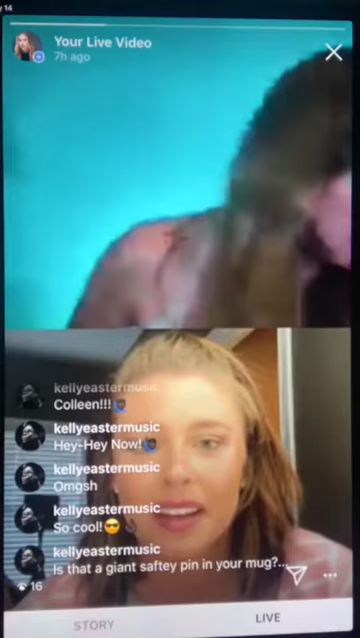 14
Your Live Video
7h ago
kellyeastermusic
Colleen!!!
kellyeastermusic
Hey-Hey Now!
kellyeastermusic
Omgsh
kellyeastermusic
So cool!😎
kellyeastermusic
Is that a giant saftey pin in your mug?..
16
STORY
LIVE